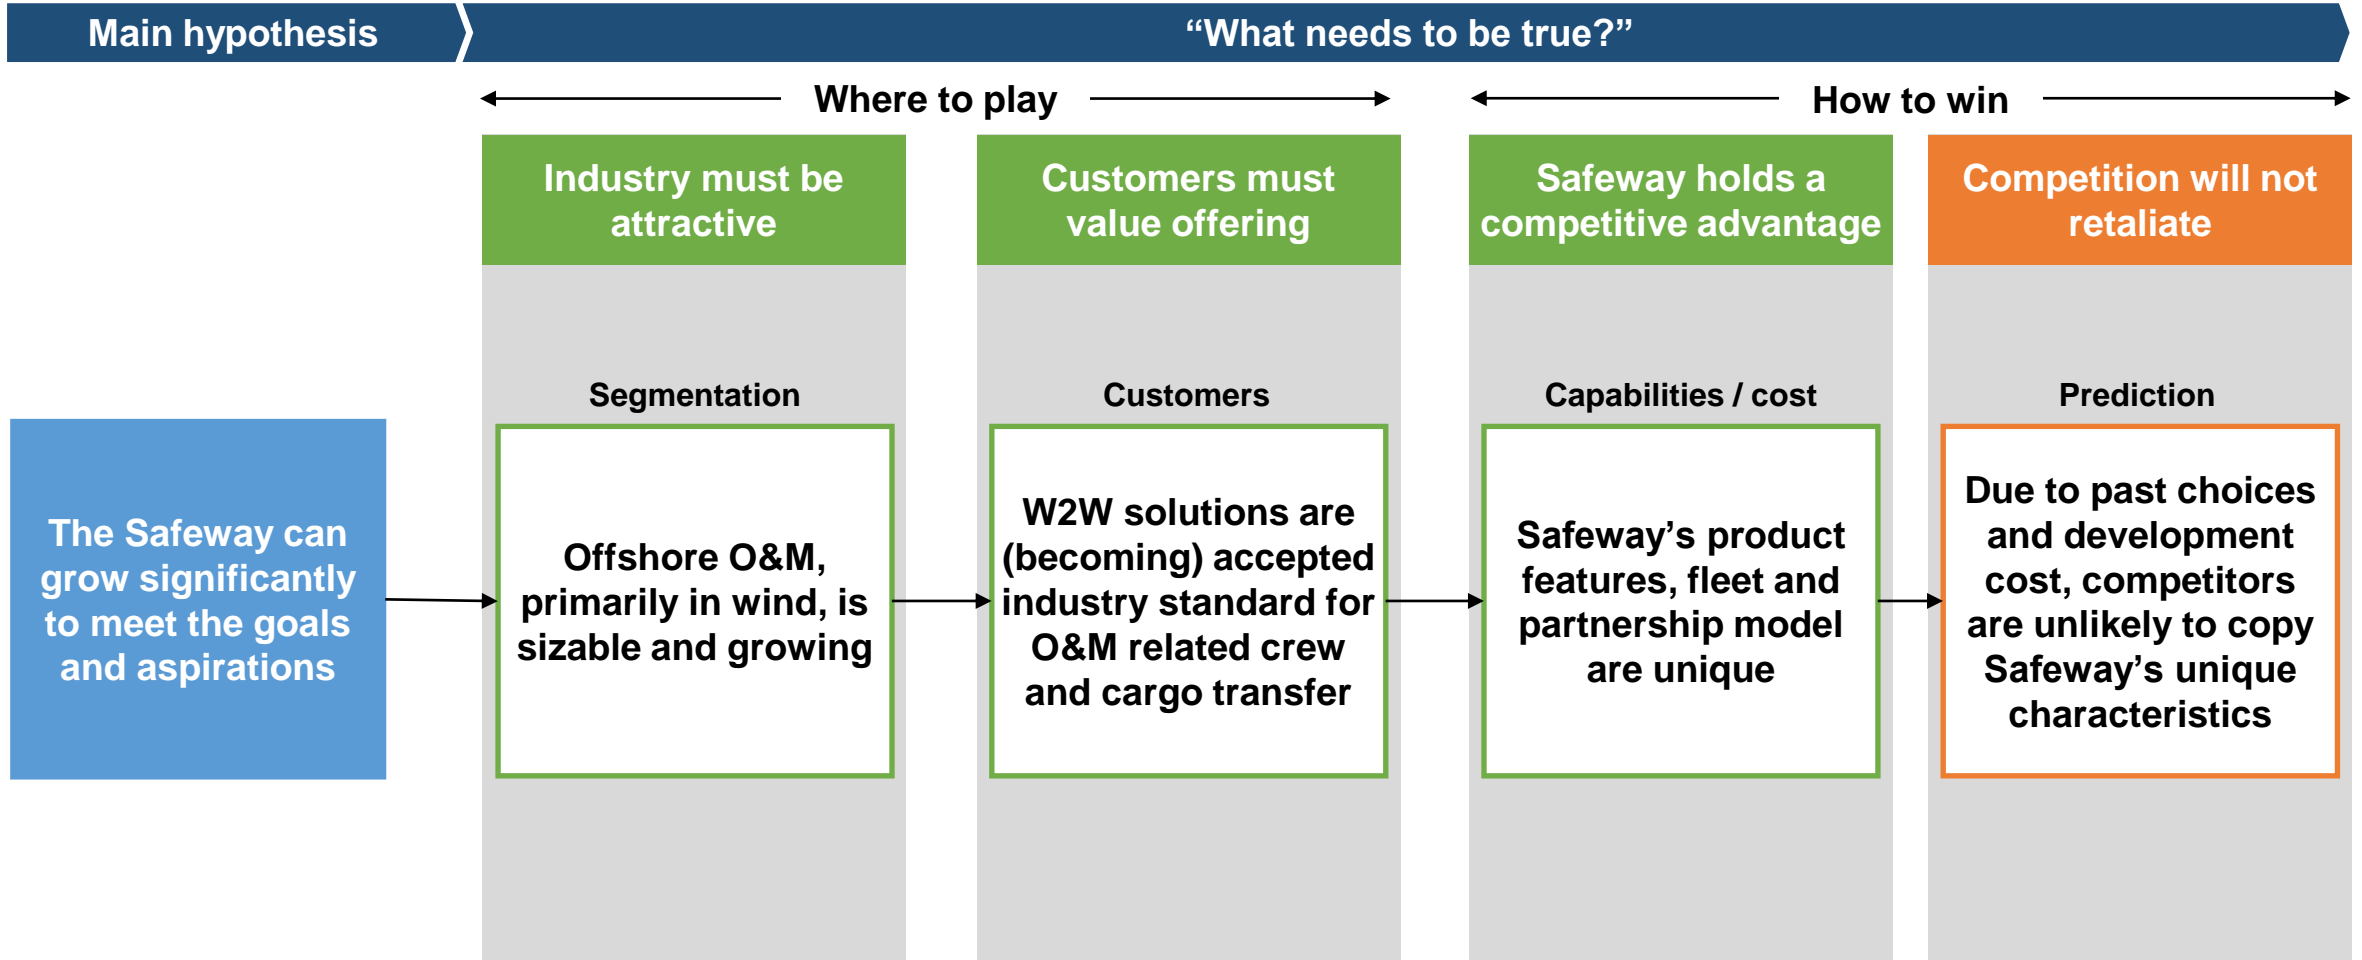 Main hypothesis
“What needs to be true?”
Where to play
How to win
Industry must be
attractive
Customers must
value offering
Safeway holds a
competitive advantage
Competition will not
retaliate
Segmentation
Customers
Capabilities / cost
Prediction
The Safeway can
grow significantly
to meet the goals
and aspirations
Offshore O&M,
primarily in wind, is
sizable and growing
W2W solutions are
(becoming) accepted
industry standard for
O&M related crew
and cargo transfer
Safeway’s product
features, fleet and
partnership model
are unique
Due to past choices
and development
cost, competitors
are unlikely to copy
Safeway’s unique
characteristics